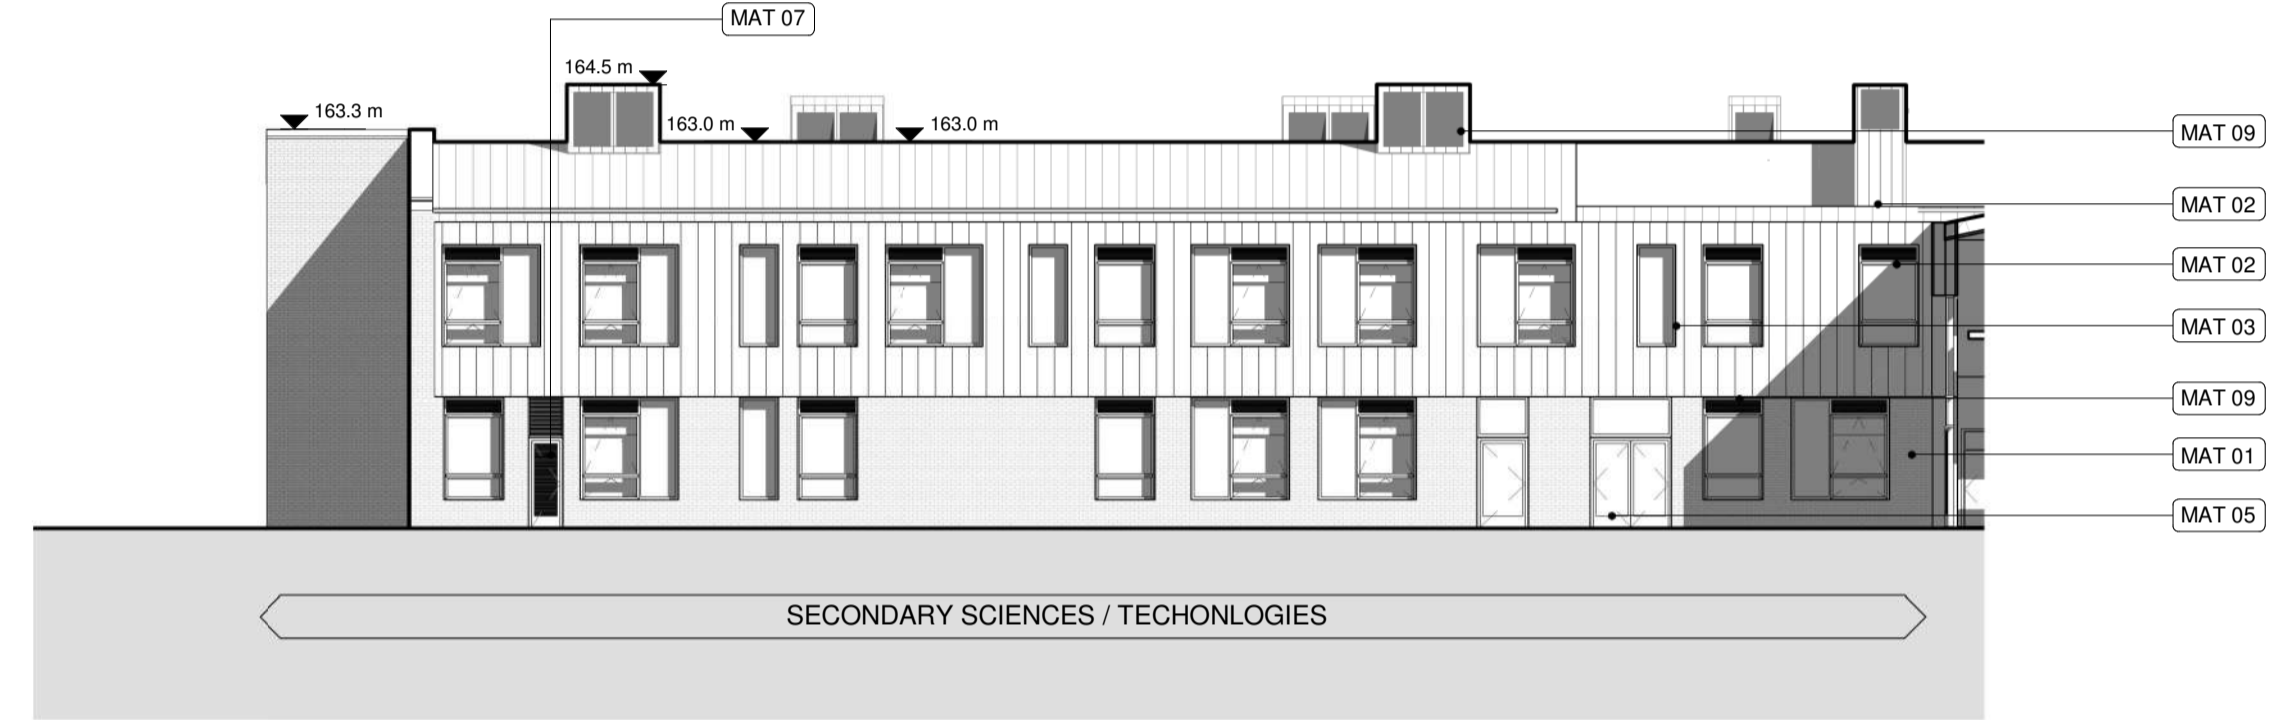 MAT 07
164.5 m
163.3 m
163.0 m
163.0 m
MAT 09
MAT 02
MAT 02
MAT 03
MAT 09
MAT 01
MAT 05
SECONDARY SCIENCES / TECHONLOGIES